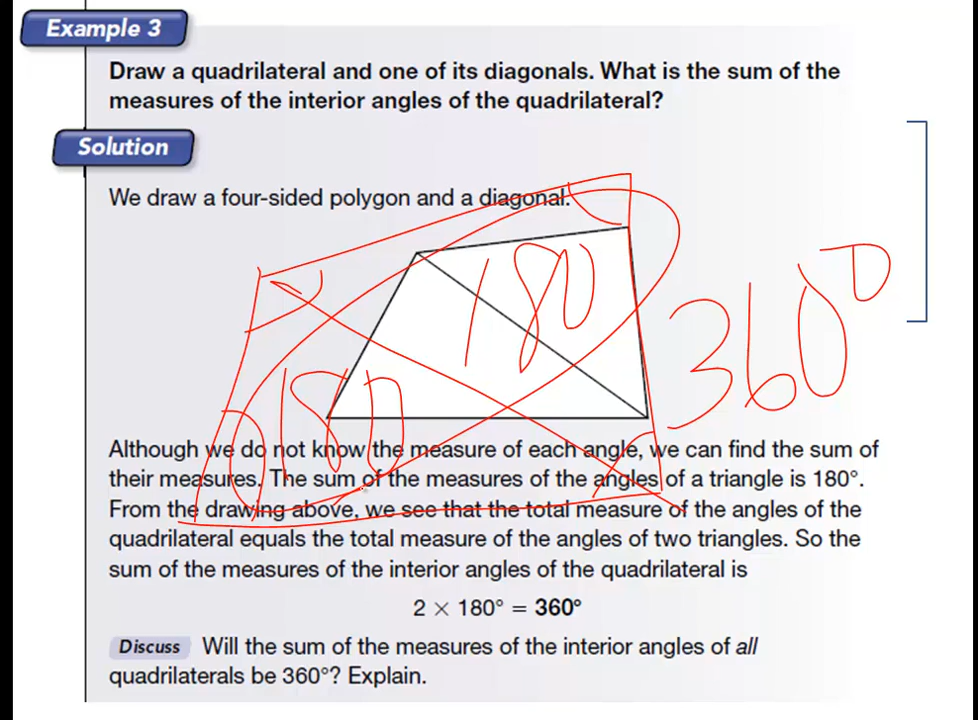 Example 3
Draw a quadrilateral and one of its diagonals. What is the sum of the
measures of the interior angles of the quadrilateral?
Solution
We draw a four-sided polygon and a diagonal.
180
360°
180
Although we do not know the measure of each angle, we can find the sum of
their measures. The sum of the measures of the angles of a triangle is 180°.
From the drawing above, we see that the total measure of the angles of the
quadrilateral equals the total measure of the angles of two triangles. So the
sum of the measures of the interior angles of the quadrilateral is
2 × 180° = 360°
Discuss Will the sum of the measures of the interior angles of all
quadrilaterals be 360°? Explain.